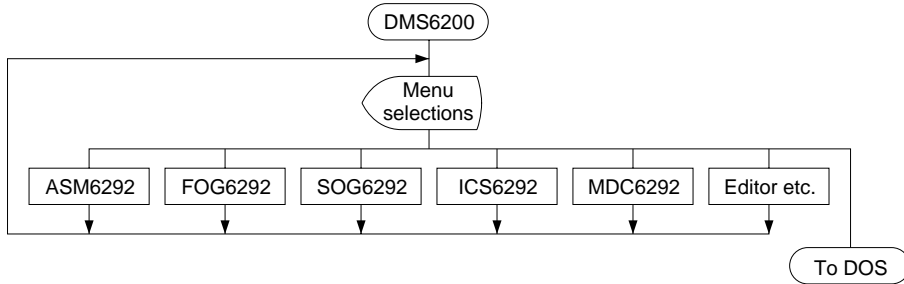 DMS6200
Menu
selections
ASM6292
FOG6292
SOG6292
ICS6292
MDC6292
Editor etc.
To DOS